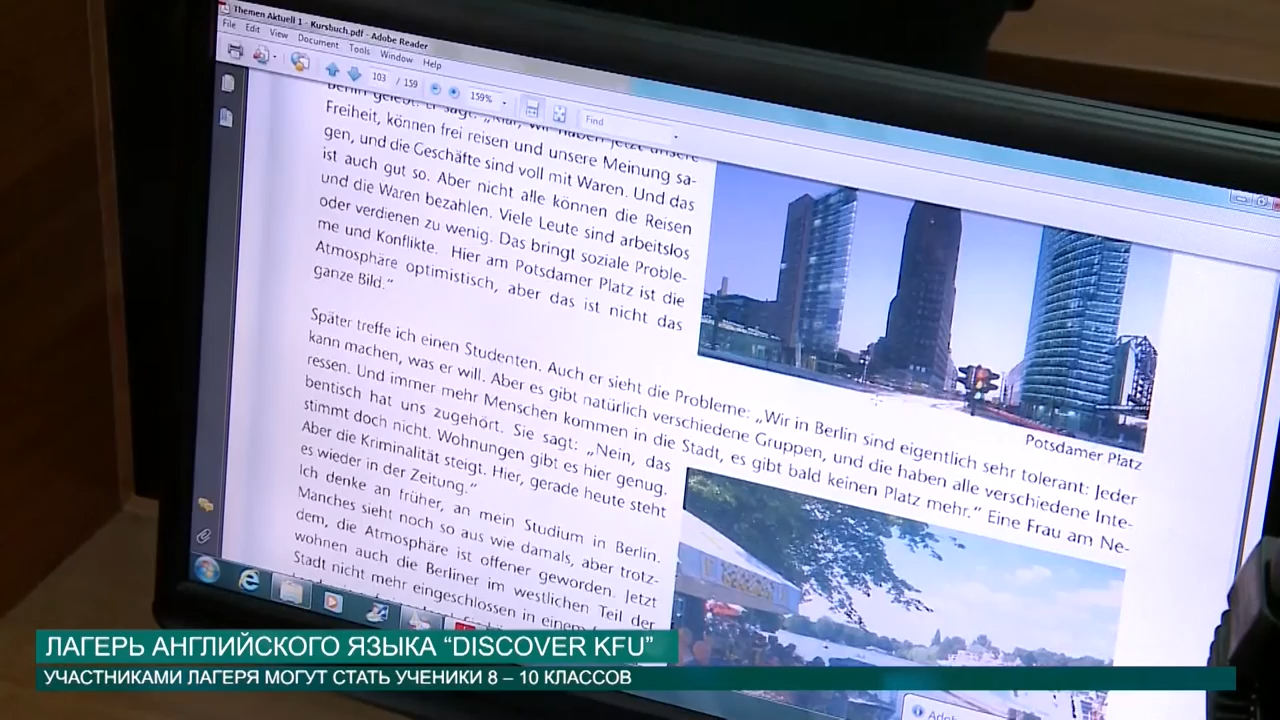 Themen Aktuell 1 - Kursbuch.pdf - Adobe Reader
File Edit View Document Tools Window Help
103 / 159 159% Find
Berlin gelebt. Er sagt: „Klar, wir haben jetzt unsere
Freiheit, können frei reisen und unsere Meinung sa-
gen, und die Geschäfte sind voll mit Waren. Und das
ist auch gut so. Aber nicht alle können die Reisen
und die Waren bezahlen. Viele Leute sind arbeitslos
oder verdienen zu wenig. Das bringt soziale Proble-
me und Konflikte. Hier am Potsdamer Platz ist die
Atmosphäre optimistisch, aber das ist nicht das
ganze Bild.“
Potsdamer Platz
Später treffe ich einen Studenten. Auch er sieht die Probleme: „Wir in Berlin sind eigentlich sehr tolerant: Jeder
kann machen, was er will. Aber es gibt natürlich verschiedene Gruppen, und die haben alle verschiedene Inte-
ressen. Und immer mehr Menschen kommen in die Stadt, es gibt bald keinen Platz mehr.“ Eine Frau am Ne-
bentisch hat uns zugehört. Sie sagt: „Nein, das
stimmt doch nicht. Wohnungen gibt es hier genug.
Aber die Kriminalität steigt. Hier, gerade heute steht
es wieder in der Zeitung.“
Ich denke an früher, an mein Studium in Berlin.
Manches sieht noch so aus wie damals, aber trotz-
dem, die Atmosphäre ist offener geworden. Jetzt
wohnen auch die Berliner im westlichen Teil der
Stadt nicht mehr eingeschlossen in einem
ЛАГЕРЬ АНГЛИЙСКОГО ЯЗЫКА “DISCOVER KFU”
УЧАСТНИКАМИ ЛАГЕРЯ МОГУТ СТАТЬ УЧЕНИКИ 8 – 10 КЛАССОВ